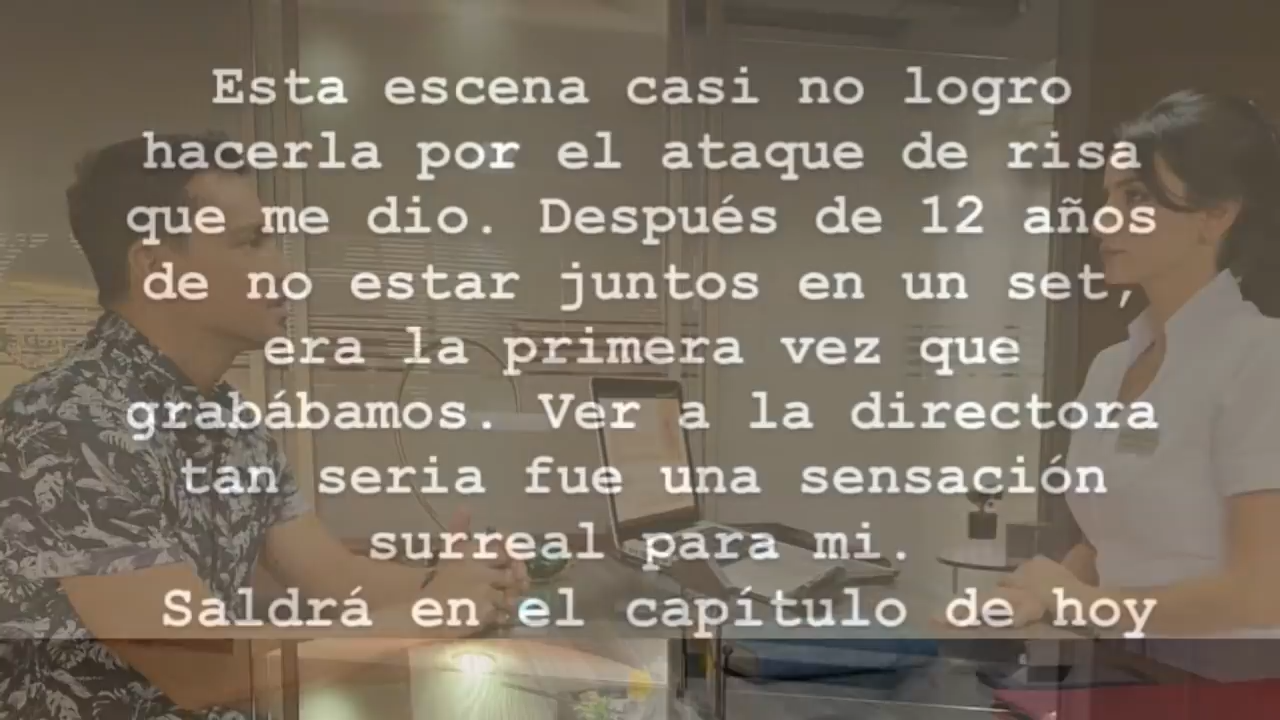 Esta escena casi no logro
hacerla por el ataque de risa
que me dio. Después de 12 años
de no estar juntos en un set,
era la primera vez que
grabábamos. Ver a la directora
tan seria fue una sensación
surreal para mi.
Saldrá en el capítulo de hoy